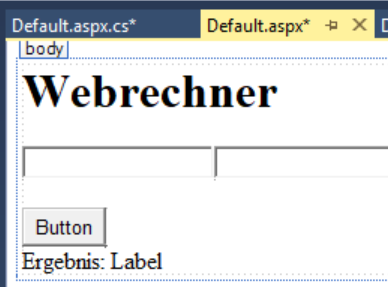 Default.aspx.cs* Default.aspx*
body
Webrechner
Button
Ergebnis: Label